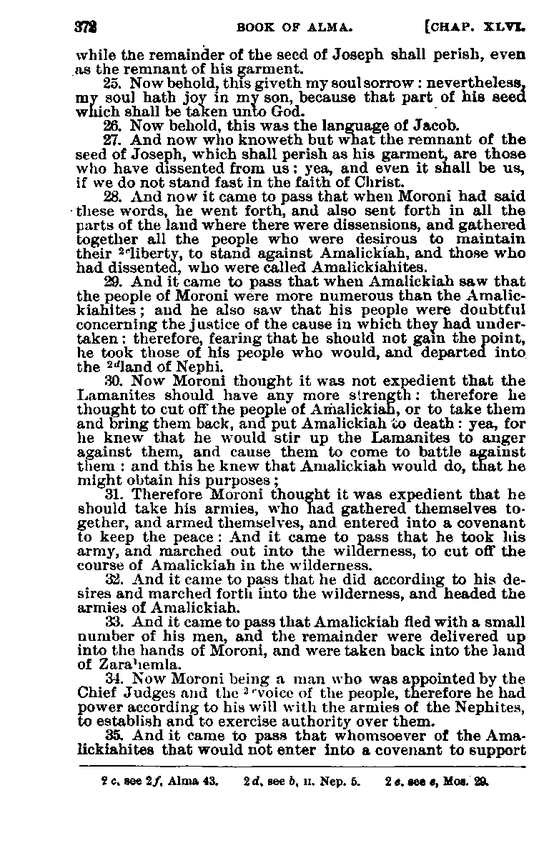 372 BOOK OF ALMA. [CHAP. XLVI.
while the remainder of the seed of Joseph shall perish, even
as the remnant of his garment.
25. Now behold, this giveth my soul sorrow: nevertheless,
my soul hath joy in my son, because that part of his seed
which shall be taken unto God.
26. Now behold, this was the language of Jacob.
27. And now who knoweth but what the remnant of the
seed of Joseph, which shall perish as his garment, are those
who have dissented from us: yea, and even it shall be us,
if we do not stand fast in the faith of Christ.
28. And now it came to pass that when Moroni had said
these words, he went forth, and also sent forth in all the
parts of the land where there were dissensions, and gathered
together all the people who were desirous to maintain
their 2cliberty, to stand against Amalickiah, and those who
had dissented, who were called Amalickiahites.
29. And it came to pass that when Amalickiah saw that
the people of Moroni were more numerous than the Amalic-
kiahites; and he also saw that his people were doubtful
concerning the justice of the cause in which they had under-
taken: therefore, fearing that he should not gain the point,
he took those of his people who would, and departed into
the 2dland of Nephi.
30. Now Moroni thought it was not expedient that the
Lamanites should have any more strength: therefore he
thought to cut off the people of Amalickiah, or to take them
and bring them back, and put Amalickiah to death: yea, for
he knew that he would stir up the Lamanites to anger
against them, and cause them to come to battle against
them: and this he knew that Amalickiah would do, that he
might obtain his purposes;
31. Therefore Moroni thought it was expedient that he
should take his armies, who had gathered themselves to-
gether, and armed themselves, and entered into a covenant
to keep the peace: And it came to pass that he took his
army, and marched out into the wilderness, to cut off the
course of Amalickiah in the wilderness.
32. And it came to pass that he did according to his de-
sires and marched forth into the wilderness, and headed the
armies of Amalickiah.
33. And it came to pass that Amalickiah fled with a small
number of his men, and the remainder were delivered up
into the hands of Moroni, and were taken back into the land
of Zarahemla.
34. Now Moroni being a man who was appointed by the
Chief Judges and the 2evoice of the people, therefore he had
power according to his will with the armies of the Nephites,
to establish and to exercise authority over them.
35. And it came to pass that whomsoever of the Ama-
lickiahites that would not enter into a covenant to support
2 c, see 2f, Alma 43. 2 d, see b, II. Nep. 5. 2 e, see e, Mos. 29.